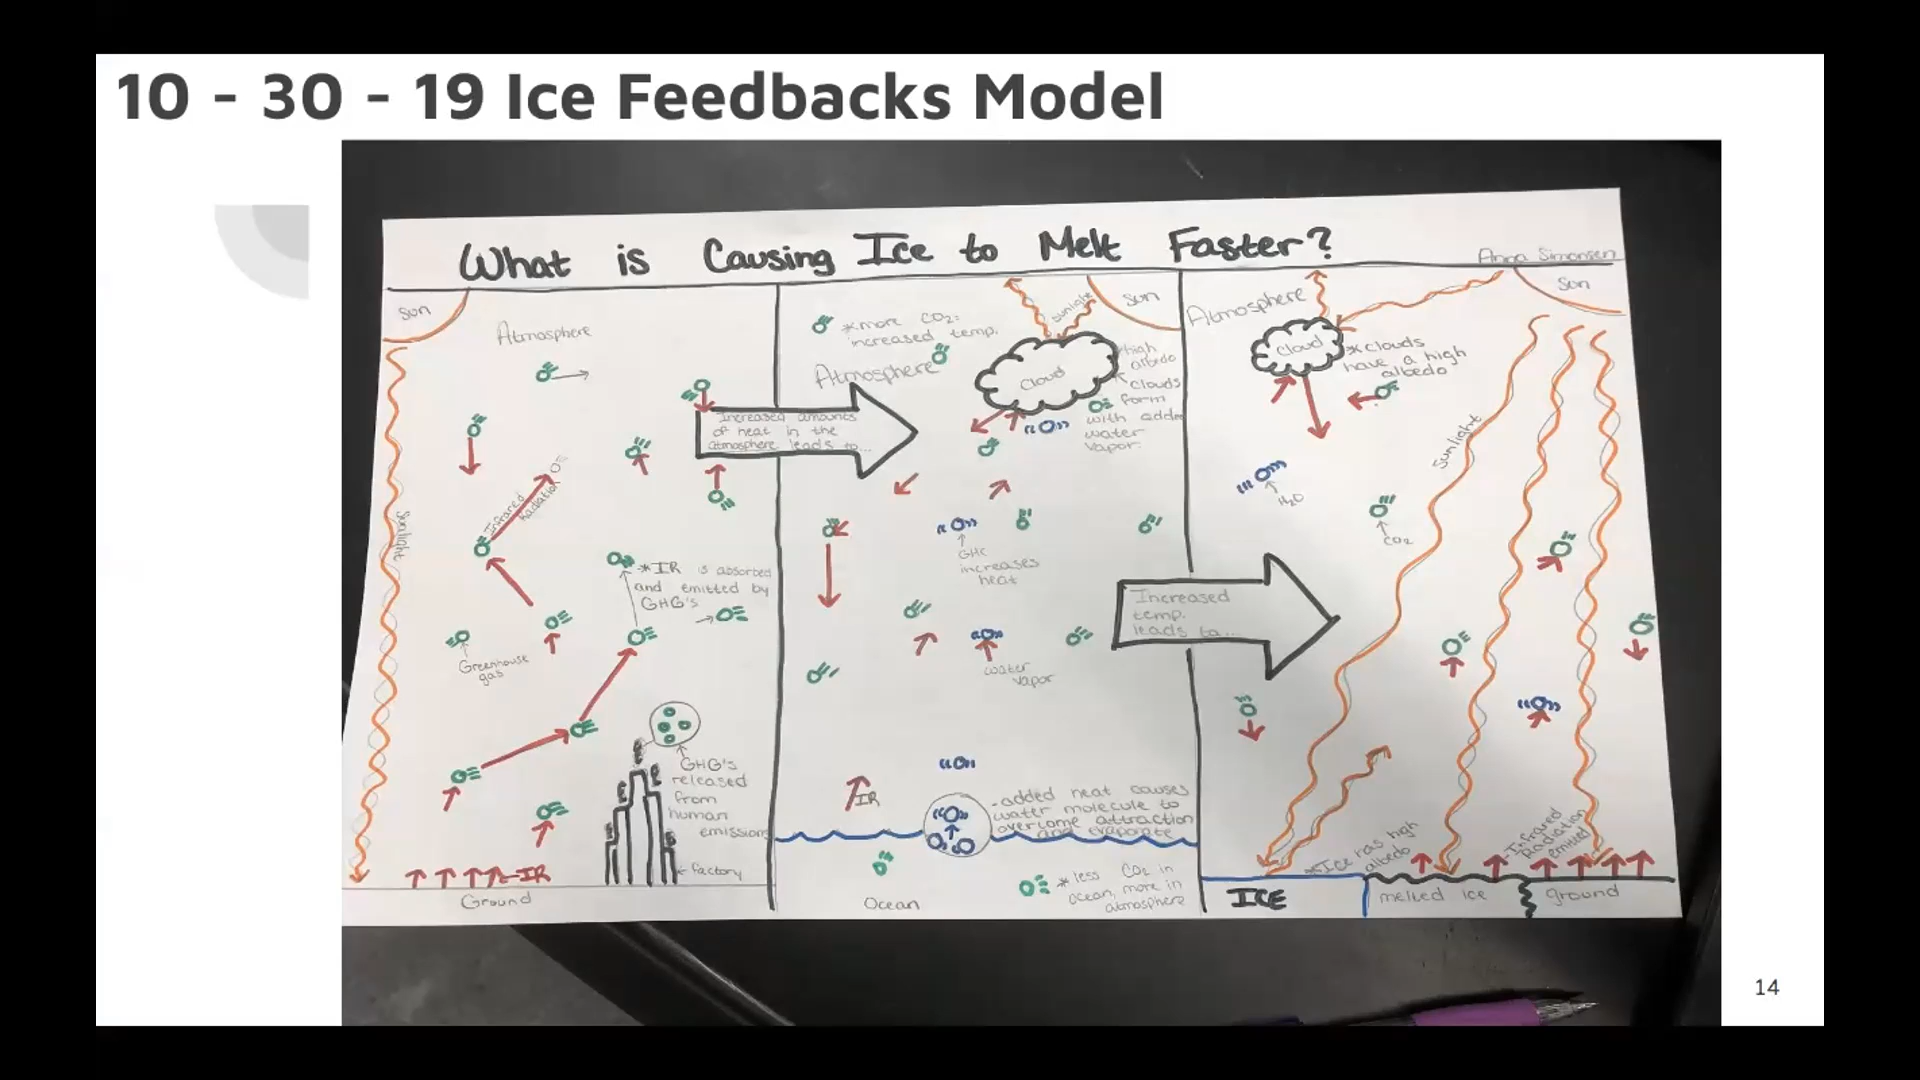 10 - 30 - 19 Ice Feedbacks Model
What is Causing Ice to Melt Faster?
Anna Simonsen
Sun
Atmosphere
Sunlight
Infrared
Radiation
*IR is absorbed
and emitted by
GHG's
Greenhouse
gas
GHG's
released
from
human
emissions
factory
IR
Ground
Increased amounts
of heat in the
atmosphere leads to...
*more CO2=
increased temp.
Atmosphere
Sunlight
Sun
Cloud
high
albedo
clouds
form
with added
water
vapor
GHG
increases
heat
water
vapor
IR
-added heat causes
water molecule to
overcome attraction
and evaporate
Ocean
*less CO2 in
ocean, more in
atmosphere
Increased
temp.
leads to...
Atmosphere
Sun
Cloud
*clouds
have a high
albedo
Sunlight
H2O
CO2
*Ice has high
albedo
Infrared
Radiation
emitted
ICE
melted ice
ground
14